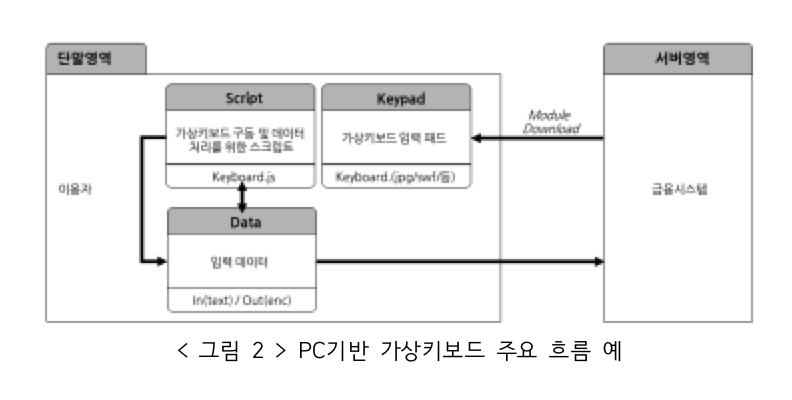 단말영역
서버영역
Script
가상키보드 구동 및 데이터
처리를 위한 스크립트
Keyboard.js
Keypad
가상키보드 입력 패드
Keyboard.(jpg/swf/등)
Module
Download
이용자
금융시스템
Data
입력 데이터
In(text) / Out(enc)
< 그림 2 > PC기반 가상키보드 주요 흐름 예